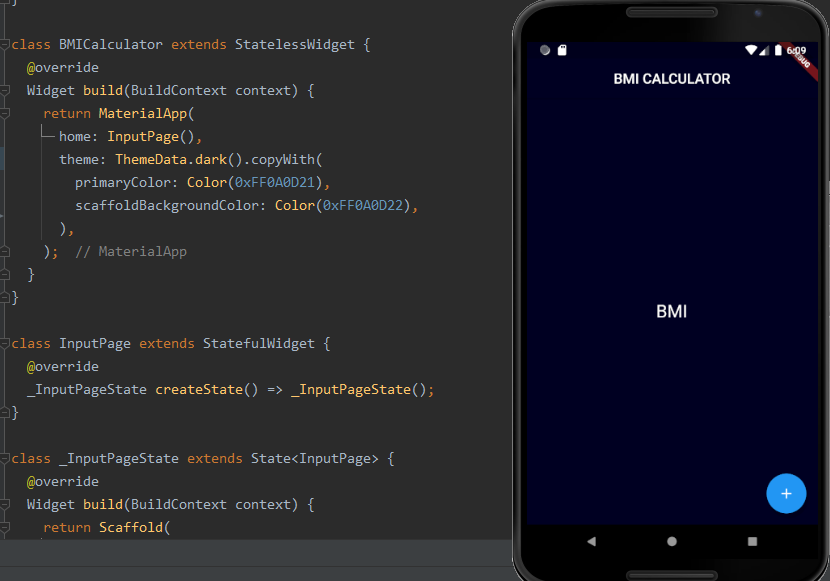 }
class BMICalculator extends StatelessWidget {
@override
Widget build(BuildContext context) {
return MaterialApp(
home: InputPage(),
theme: ThemeData.dark().copyWith(
primaryColor: Color(0xFF0A0D21),
scaffoldBackgroundColor: Color(0xFF0A0D22),
),
); // MaterialApp
}
}
class InputPage extends StatefulWidget {
@override
_InputPageState createState() => _InputPageState();
}
class _InputPageState extends State<InputPage> {
@override
Widget build(BuildContext context) {
return Scaffold(
6:09
DEBUG
BMI CALCULATOR
BMI
+